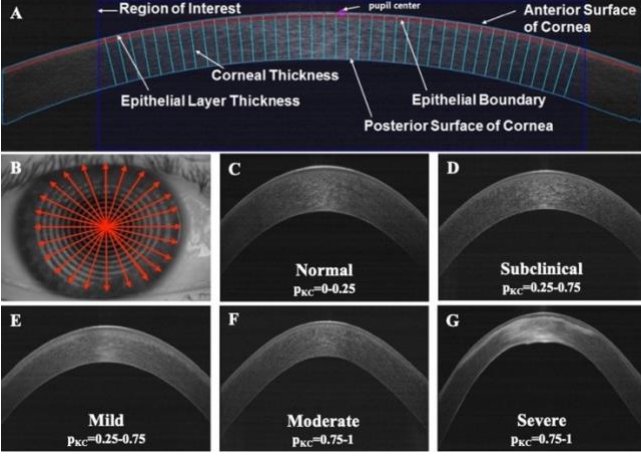 A
Region of Interest
pupil center
Anterior Surface
of Cornea
Corneal Thickness
Epithelial Layer Thickness
Epithelial Boundary
Posterior Surface of Cornea
B
C
Normal
pKC=0-0.25
D
Subclinical
pKC=0.25-0.75
E
Mild
pKC=0.25-0.75
F
Moderate
pKC=0.75-1
G
Severe
pKC=0.75-1